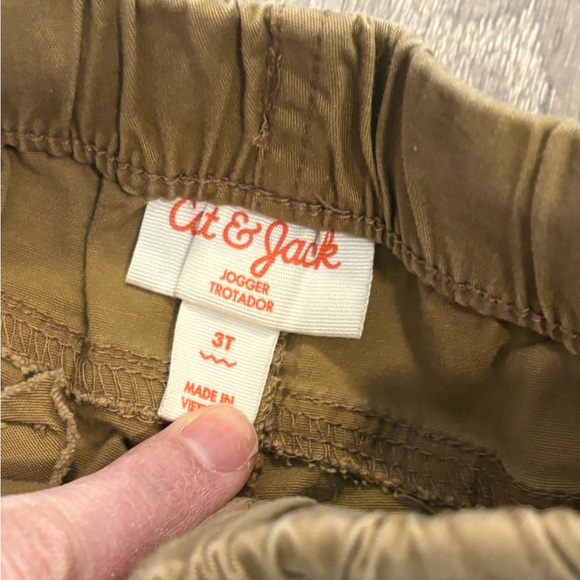 Cat & Jack
JOGGER
TROTADOR
3T
MADE IN